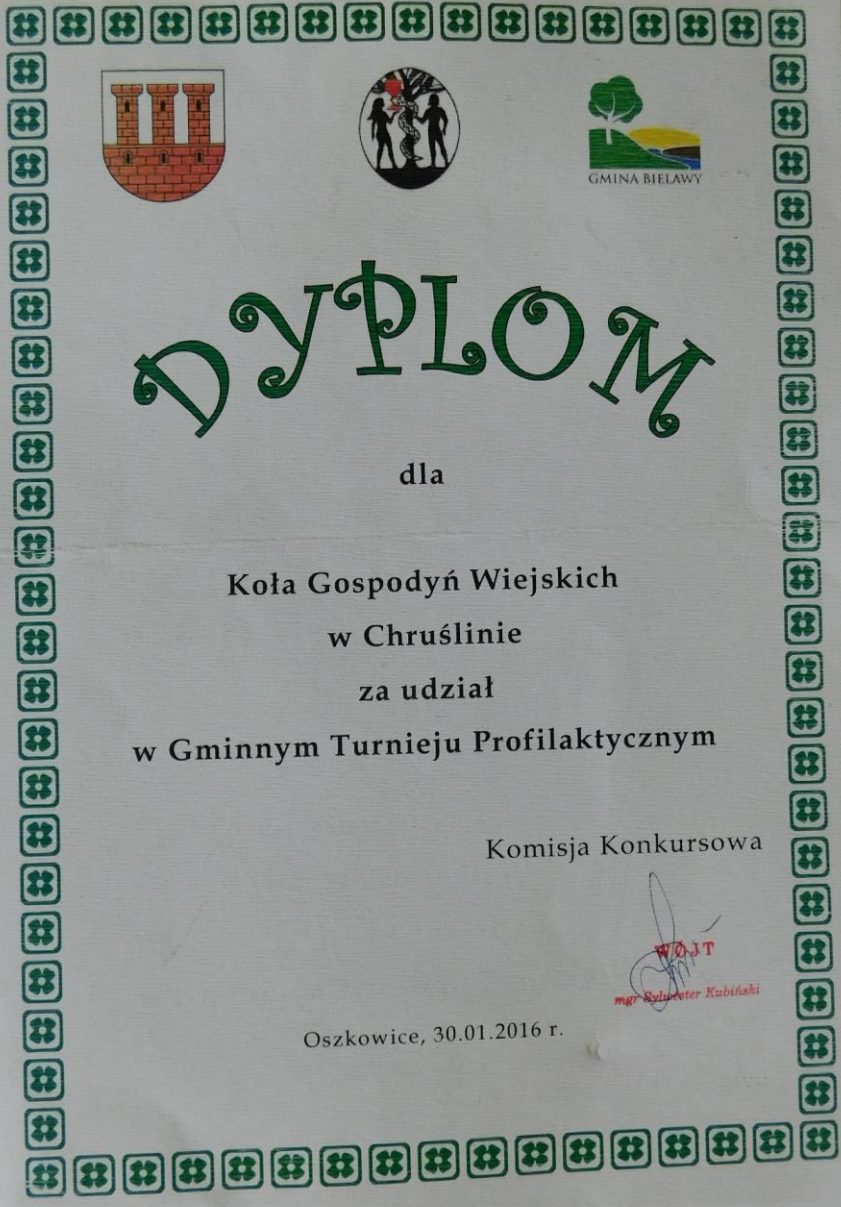 GMINA BIELAWY
DYPLOM
dla
Koła Gospodyń Wiejskich
w Chruślinie
za udział
w Gminnym Turnieju Profilaktycznym
Komisja Konkursowa
WÓJT
mgr Sylwester Kubiński
Oszkowice, 30.01.2016 r.